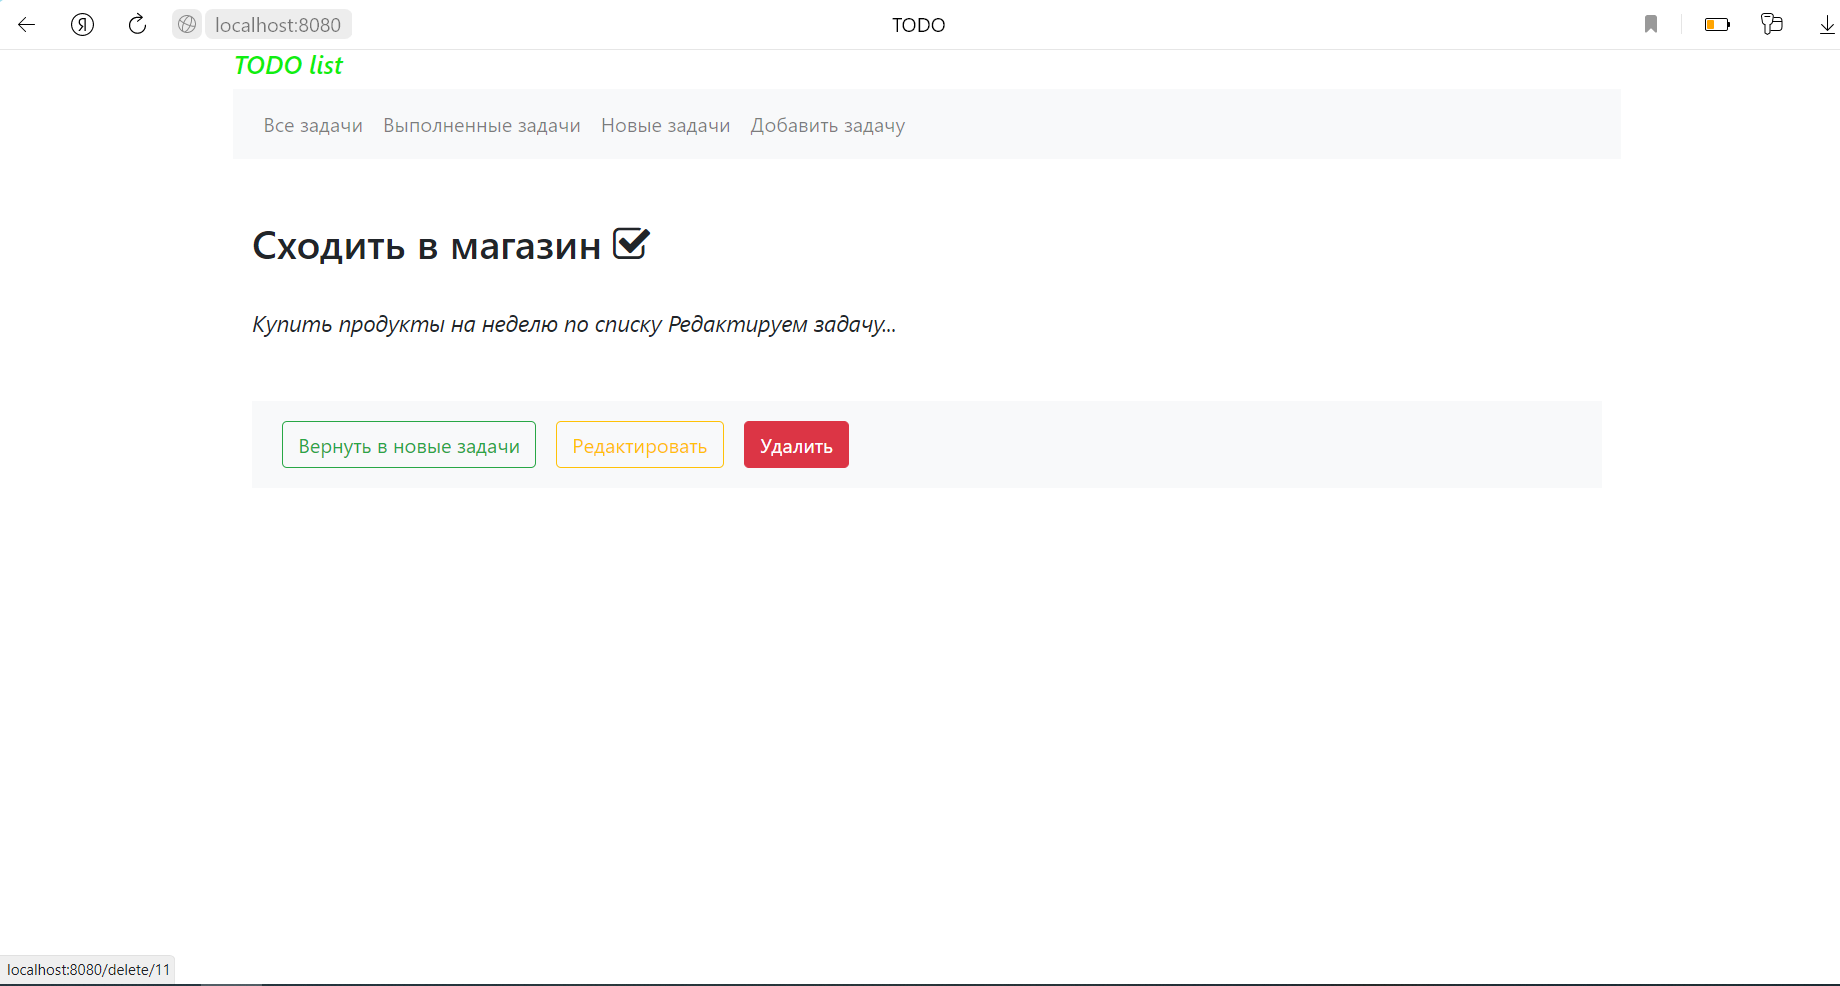 localhost:8080
TODO
TODO list
Все задачи Выполненные задачи Новые задачи Добавить задачу
Сходить в магазин
Купить продукты на неделю по списку Редактируем задачу...
Вернуть в новые задачи Редактировать Удалить
localhost:8080/delete/11